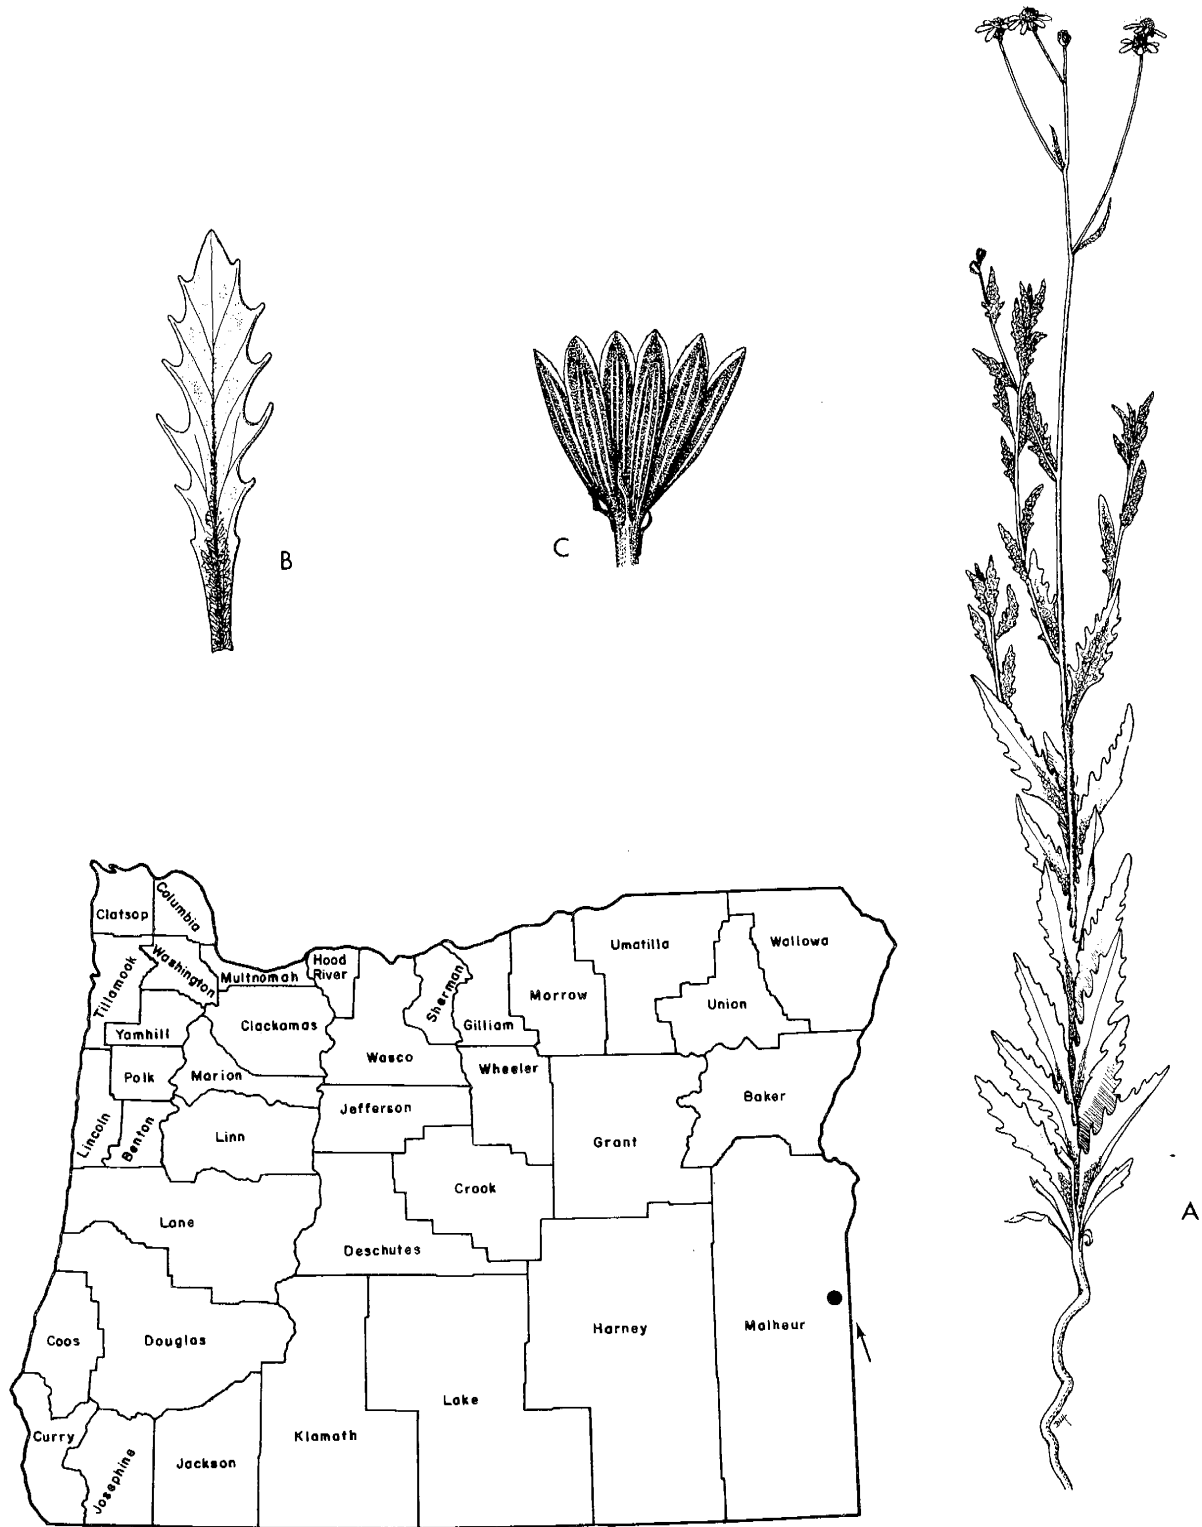 B
C
A
Clatsop
Columbia
Tillamook
Washington
Multnomah
Hood
River
Sherman
Gilliam
Morrow
Umatilla
Wallowa
Union
Yamhill
Clackamas
Wasco
Wheeler
Polk
Marion
Jefferson
Baker
Lincoln
Benton
Linn
Grant
Crook
Lane
Deschutes
Coos
Douglas
Harney
Malheur
Lake
Curry
Josephine
Jackson
Klamath